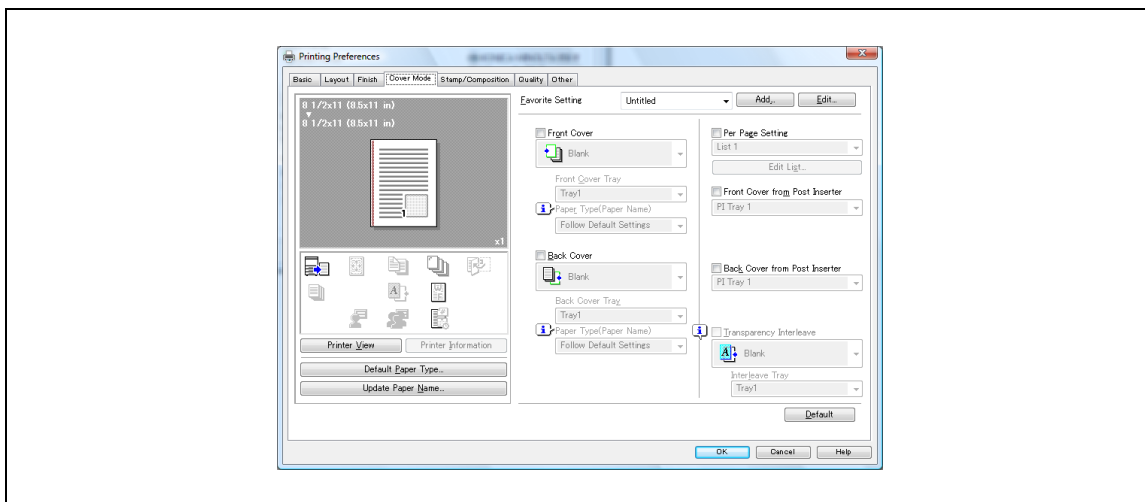 Printing Preferences
Basic Layout Finish Cover Mode Stamp/Composition Quality Other
8 1/2x11 (8.5x11 in)
8 1/2x11 (8.5x11 in)
1
x1
Printer View Printer Information
Default Paper Type...
Update Paper Name...
Favorite Setting Untitled Add... Edit...
Front Cover
Blank
Front Cover Tray
Tray1
Paper Type(Paper Name)
Follow Default Settings
Back Cover
Blank
Back Cover Tray
Tray1
Paper Type(Paper Name)
Follow Default Settings
Per Page Setting
List 1
Edit List...
Front Cover from Post Inserter
PI Tray 1
Back Cover from Post Inserter
PI Tray 1
Transparency Interleave
A Blank
Interleave Tray
Tray1
Default
OK Cancel Help